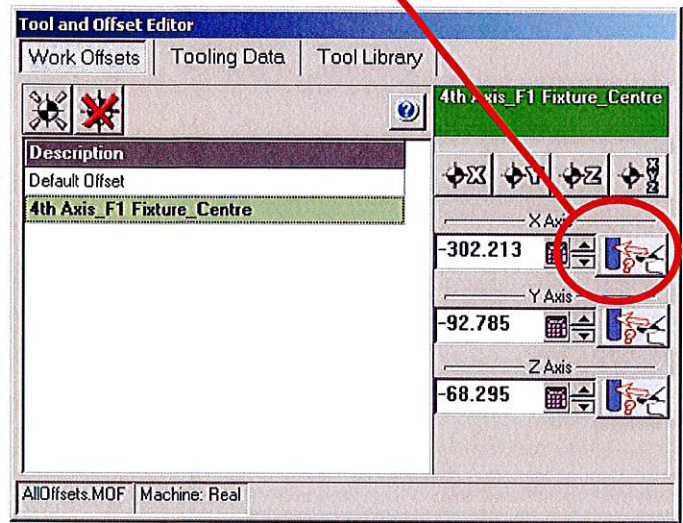 Tool and Offset Editor
Work Offsets Tooling Data Tool Library
4th Axis_F1 Fixture_Centre
Description
Default Offset
4th Axis_F1 Fixture_Centre
X Y Z XYZ
X Axis
-302.213
Y Axis
-92.785
Z Axis
-68.295
AllOffsets.MOF Machine: Real